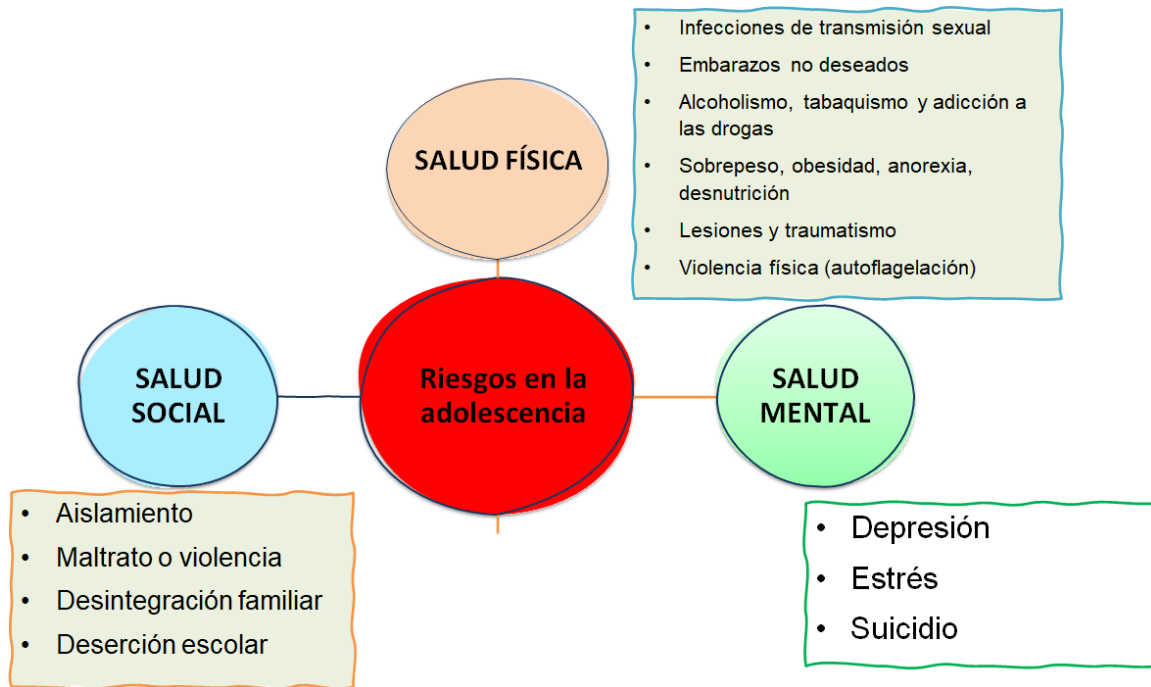 SALUD FÍSICA
• Infecciones de transmisión sexual
• Embarazos no deseados
• Alcoholismo, tabaquismo y adicción a
las drogas
• Sobrepeso, obesidad, anorexia,
desnutrición
• Lesiones y traumatismo
• Violencia física (autoflagelación)
SALUD
SOCIAL
Riesgos en la
adolescencia
SALUD
MENTAL
• Aislamiento
• Maltrato o violencia
• Desintegración familiar
• Deserción escolar
• Depresión
• Estrés
• Suicidio